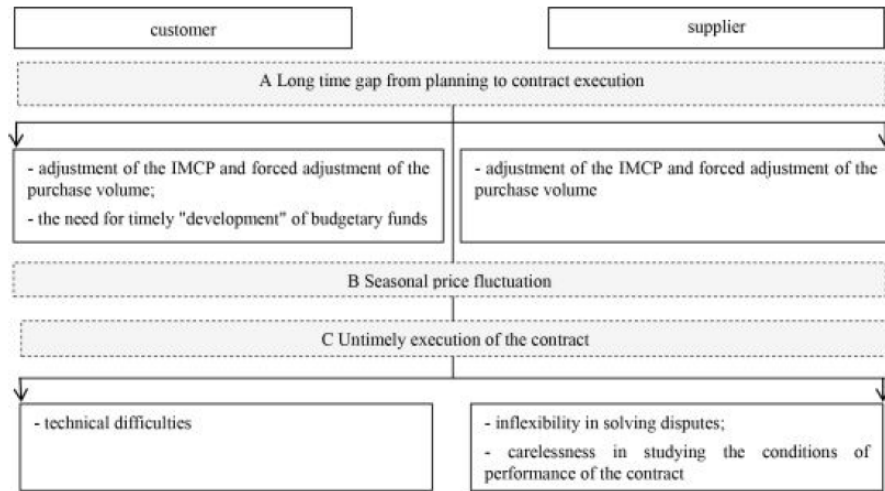 customer
supplier
A Long time gap from planning to contract execution
- adjustment of the IMCP and forced adjustment of the
purchase volume;
- the need for timely "development" of budgetary funds
- adjustment of the IMCP and forced adjustment of the
purchase volume
B Seasonal price fluctuation
C Untimely execution of the contract
- technical difficulties
- inflexibility in solving disputes;
- carelessness in studying the conditions of
performance of the contract